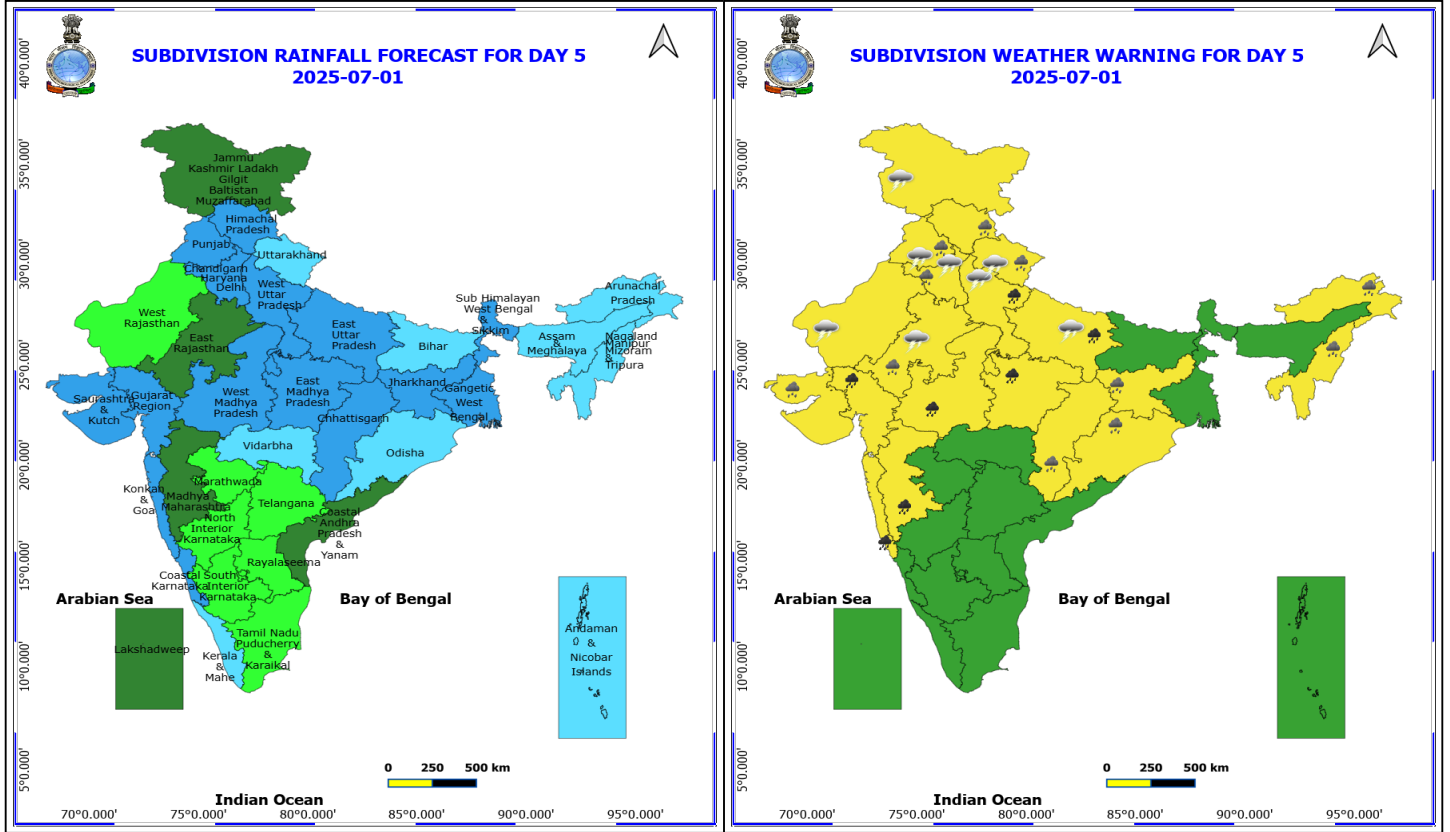 SUBDIVISION RAINFALL FORECAST FOR DAY 5
2025-07-01
40°0.000'
35°0.000'
30°0.000'
25°0.000'
20°0.000'
15°0.000'
10°0.000'
5°0.000'
Jammu
Kashmir Ladakh
Gilgit
Baltistan
Muzaffarabad
Himachal
Pradesh
Punjab
Uttarakhand
Chandigarh
Haryana
Delhi
West
Uttar
Pradesh
West
Rajasthan
East
Rajasthan
East
Uttar
Pradesh
Sub Himalayan
West Bengal
&
Sikkim
Arunachal
Pradesh
Assam
&
Meghalaya
Nagaland
Manipur
Mizoram
&
Tripura
Bihar
Saurashtra
&
Kutch
Gujarat
Region
West
Madhya
Pradesh
East
Madhya
Pradesh
Jharkhand
Gangetic
West
Bengal
Chhattisgarh
Vidarbha
Odisha
Konkan
&
Goa
Madhya
Maharashtra
Marathwada
Telangana
North
Interior
Karnataka
Coastal
Andhra
Pradesh
&
Yanam
Rayalaseema
Coastal
Karnataka
South
Interior
Karnataka
Arabian Sea
Bay of Bengal
Lakshadweep
Kerala
&
Mahe
Tamil Nadu
Puducherry
&
Karaikal
Andaman
&
Nicobar
Islands
0 250 500 km
Indian Ocean
70°0.000' 75°0.000' 80°0.000' 85°0.000' 90°0.000' 95°0.000'
SUBDIVISION WEATHER WARNING FOR DAY 5
2025-07-01
40°0.000'
35°0.000'
30°0.000'
25°0.000'
20°0.000'
15°0.000'
10°0.000'
5°0.000'
Arabian Sea
Bay of Bengal
0 250 500 km
Indian Ocean
70°0.000' 75°0.000' 80°0.000' 85°0.000' 90°0.000' 95°0.000'